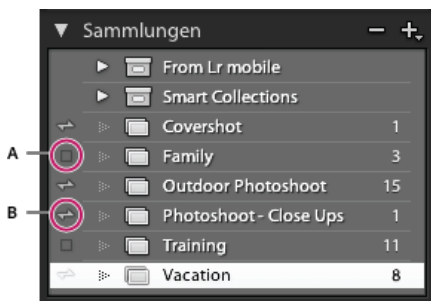 Sammlungen
From Lr mobile
Smart Collections
Covershot 1
A Family 3
Outdoor Photoshoot 15
B Photoshoot - Close Ups 1
Training 11
Vacation 8